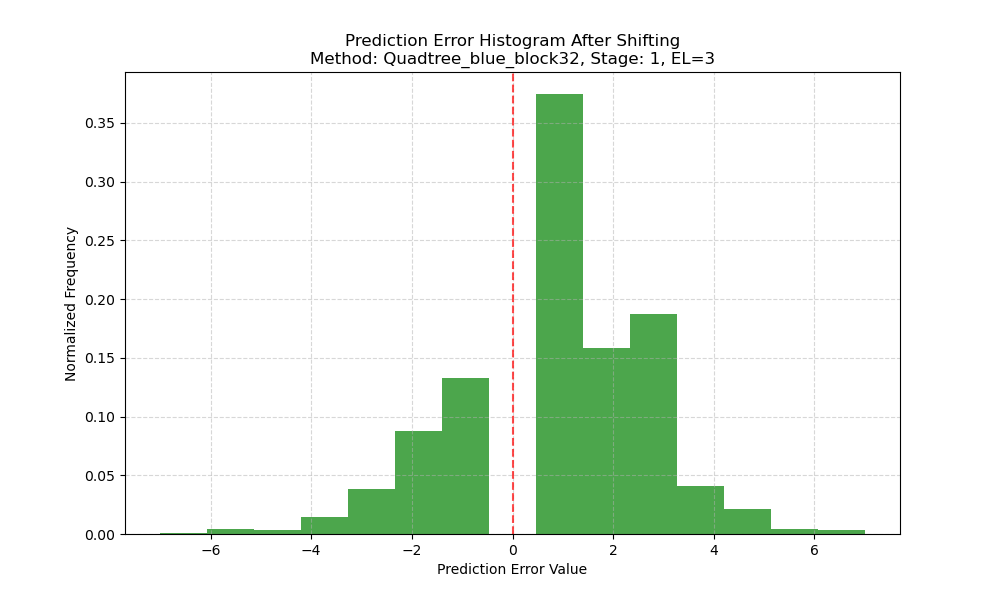 Prediction Error Histogram After Shifting
Method: Quadtree_blue_block32, Stage: 1, EL=3
Normalized Frequency
0.35
0.30
0.25
0.20
0.15
0.10
0.05
0.00
−6 −4 −2 0 2 4 6
Prediction Error Value